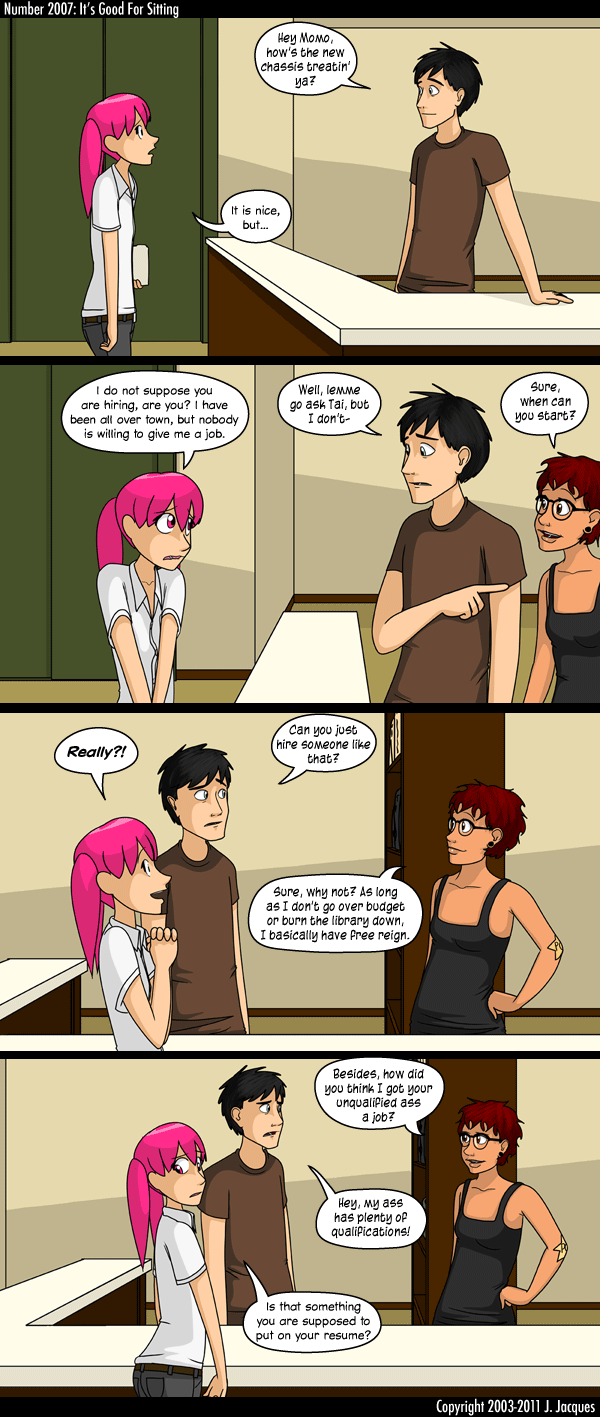 Number 2007: It's Good For Sitting
Hey Momo,
how's the new
chassis treatin'
ya?
It is nice,
but...
I do not suppose you
are hiring, are you? I have
been all over town, but nobody
is willing to give me a job.
Well, lemme
go ask Tai, but
I don't-
Sure,
when can
you start?
Really?!
Can you just
hire someone like
that?
Sure, why not? As long
as I don't go over budget
or burn the library down,
I basically have free reign.
Besides, how did
you think I got your
unqualified ass
a job?
Hey, my ass
has plenty of
qualifications!
Is that something
you are supposed to
put on your resume?
Copyright 2003-2011 J. Jacques